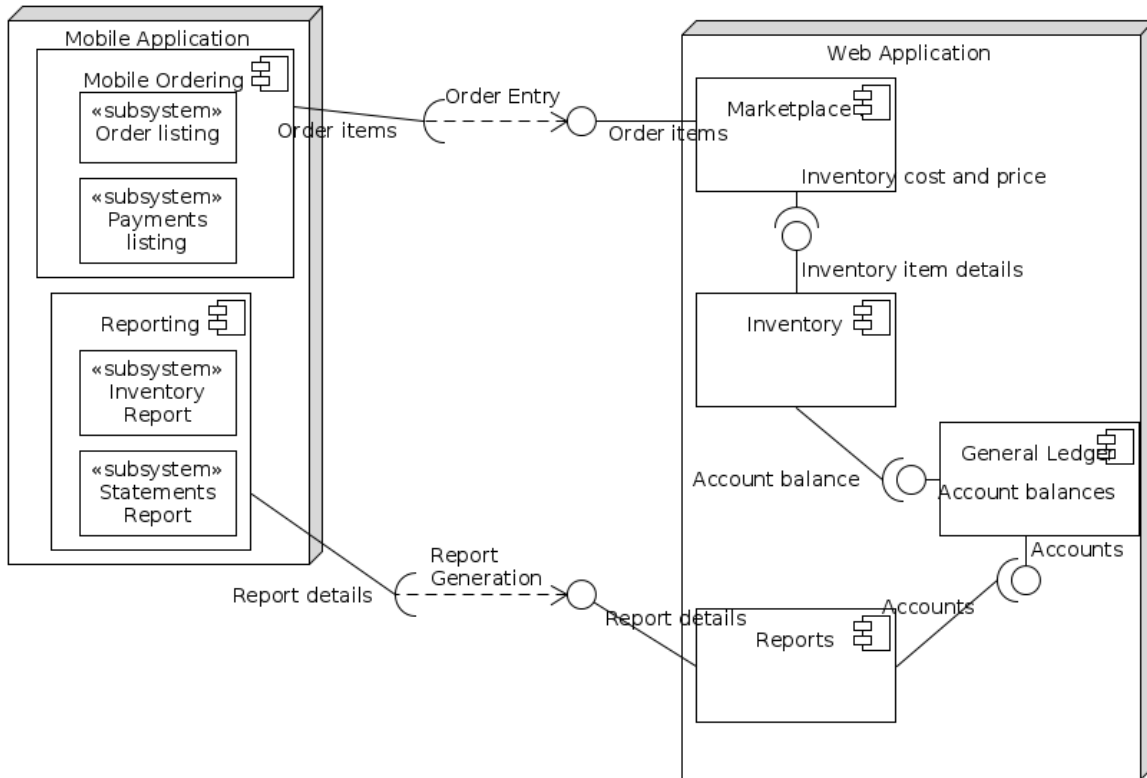 Mobile Application
Mobile Ordering
«subsystem»
Order listing
«subsystem»
Payments
listing
Reporting
«subsystem»
Inventory
Report
«subsystem»
Statements
Report
Order items
Order Entry
Order items
Report details
Report
Generation
Report details
Web Application
Marketplace
Inventory cost and price
Inventory item details
Inventory
Account balance
General Ledger
Account balances
Accounts
Accounts
Reports